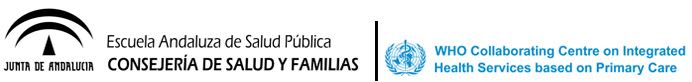 JUNTA DE ANDALUCIA
Escuela Andaluza de Salud Pública
CONSEJERÍA DE SALUD Y FAMILIAS
WHO Collaborating Centre on Integrated
Health Services based on Primary Care